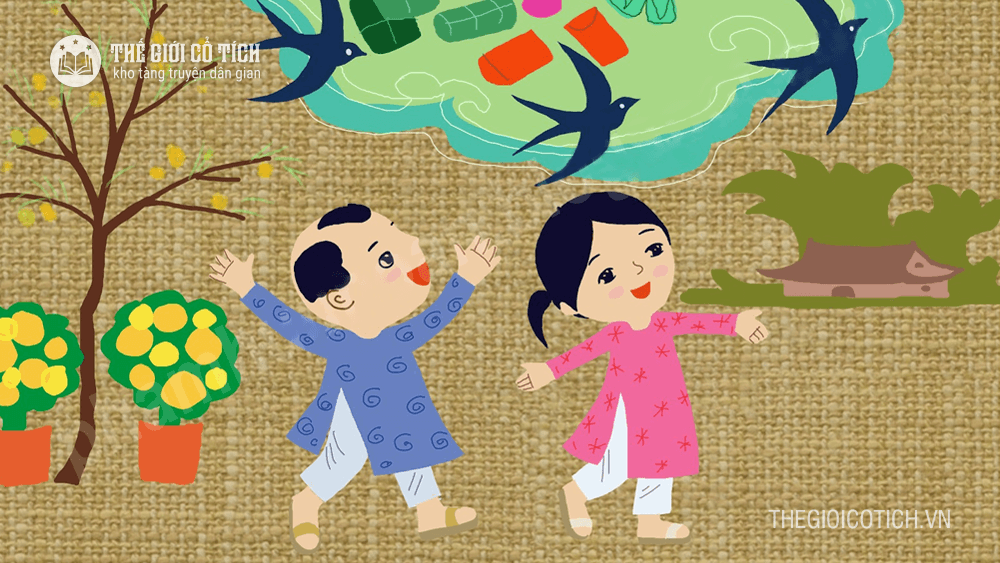 THẾ GIỚI CỔ TÍCH
kho tàng truyện dân gian
THEGIOICOTICH.VN